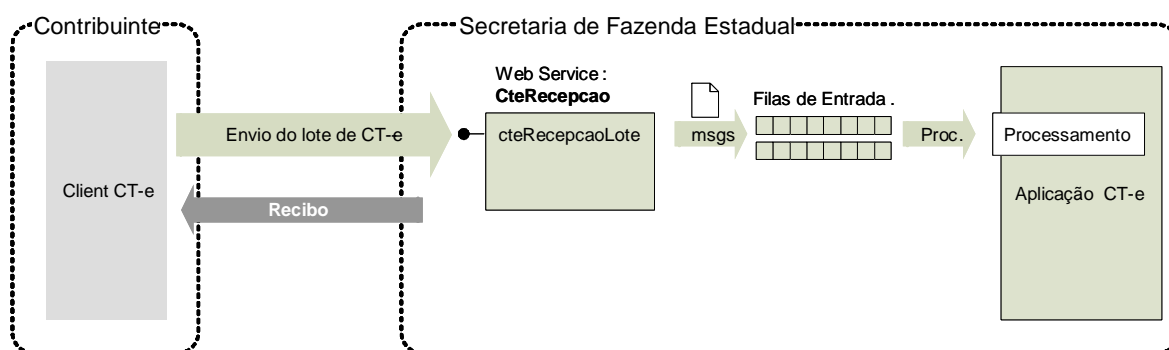 Contribuinte
Secretaria de Fazenda Estadual
Web Service :
CteRecepcao
Filas de Entrada .
Envio do lote de CT-e
cteRecepcaoLote
msgs
Proc.
Processamento
Client CT-e
Recibo
Aplicação CT-e